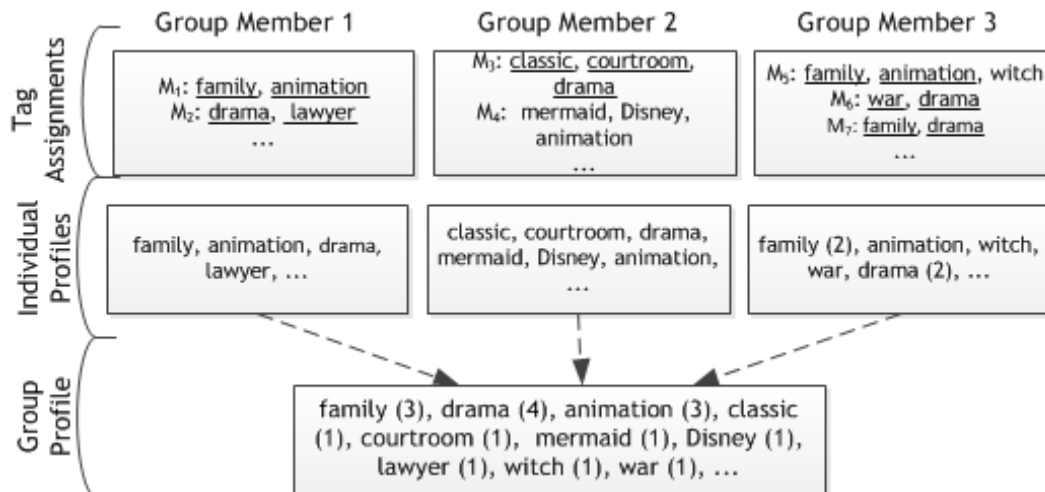 Group Member 1
Group Member 2
Group Member 3
Tag
Assignments
M1: family, animation
M2: drama, lawyer
...
M3: classic, courtroom,
drama
M4: mermaid, Disney,
animation
...
M5: family, animation, witch
M6: war, drama
M7: family, drama
...
Individual
Profiles
family, animation, drama,
lawyer, ...
classic, courtroom, drama,
mermaid, Disney, animation,
...
family (2), animation, witch,
war, drama (2), ...
Group
Profile
family (3), drama (4), animation (3), classic
(1), courtroom (1), mermaid (1), Disney (1),
lawyer (1), witch (1), war (1), ...